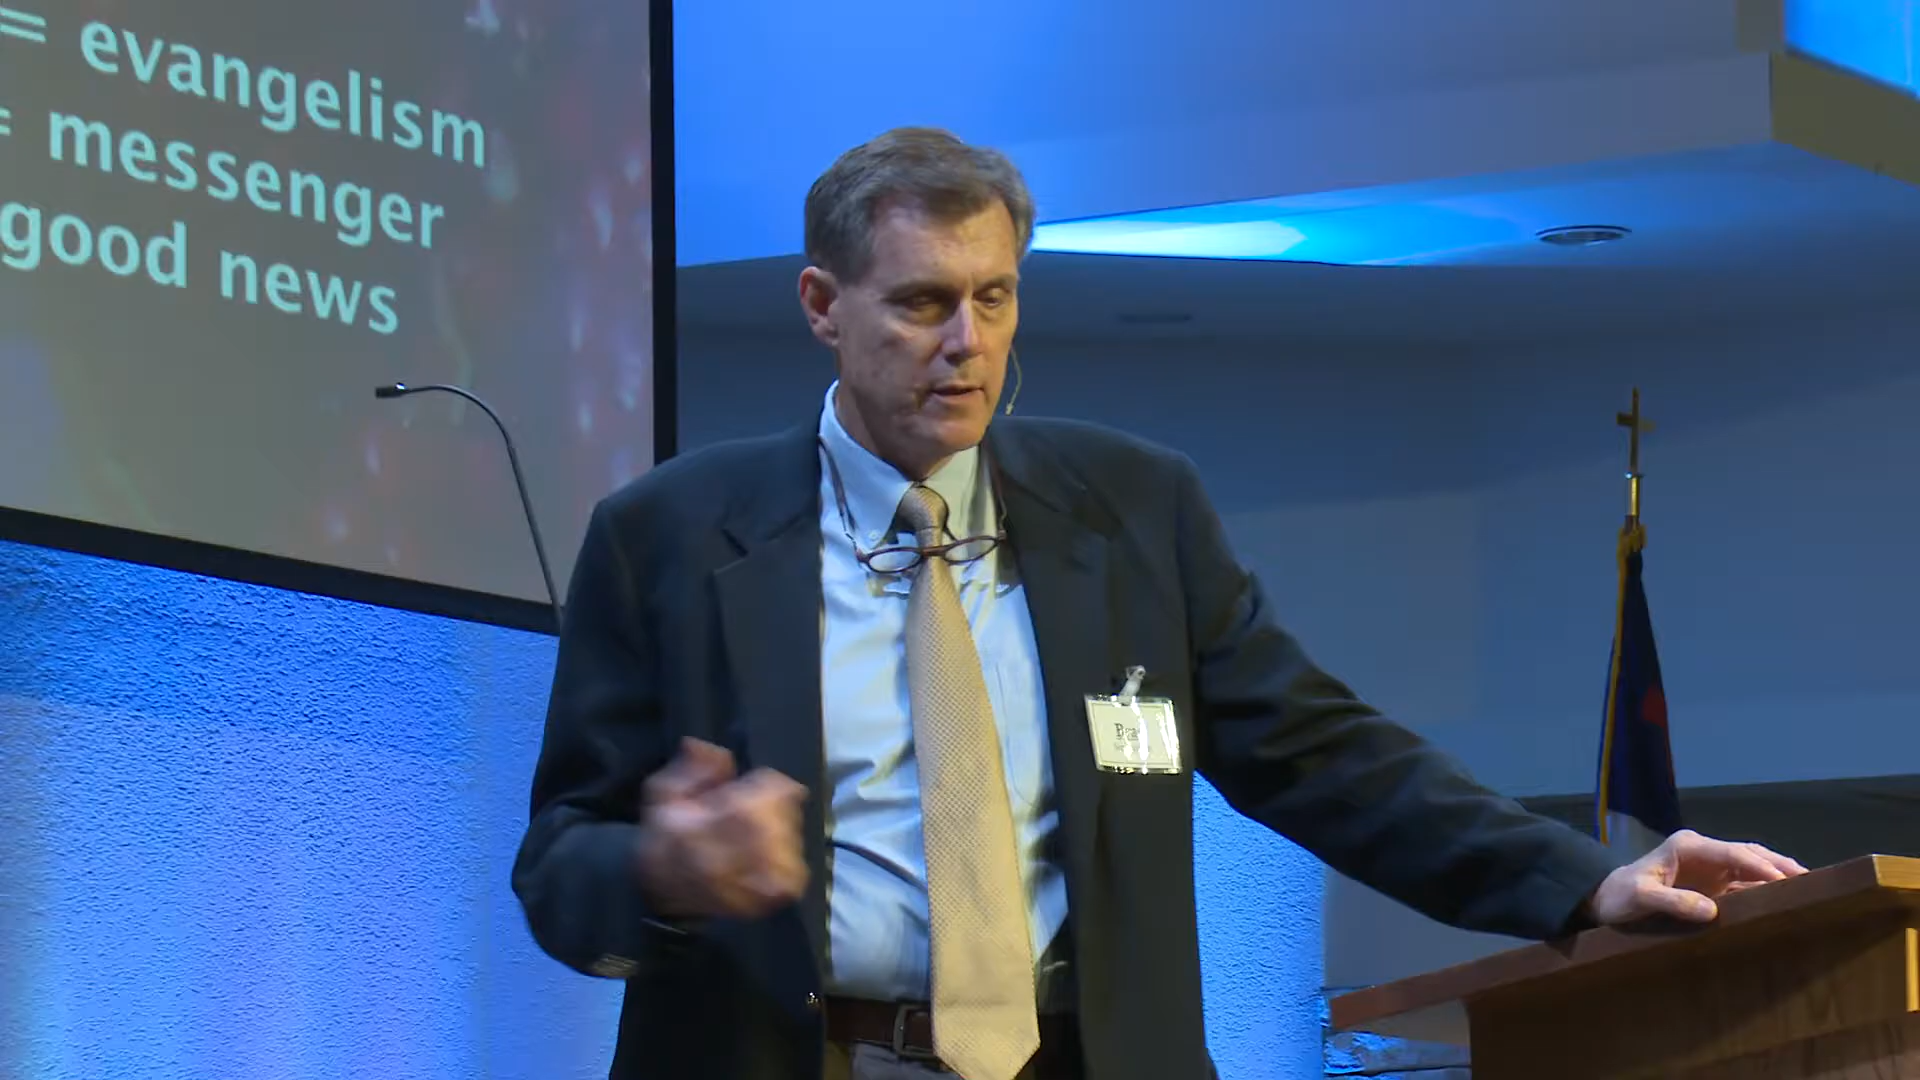 = evangelism
= messenger
good news